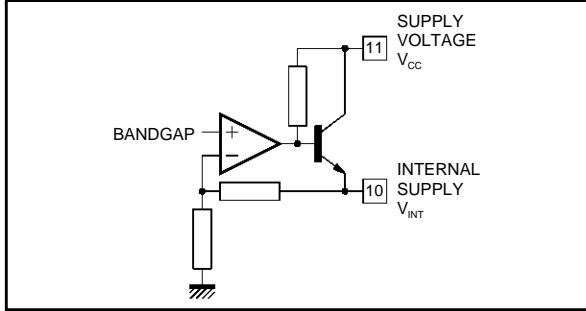 SUPPLY
11 VOLTAGE
V_CC
BANDGAP
+
−
INTERNAL
10 SUPPLY
V_INT